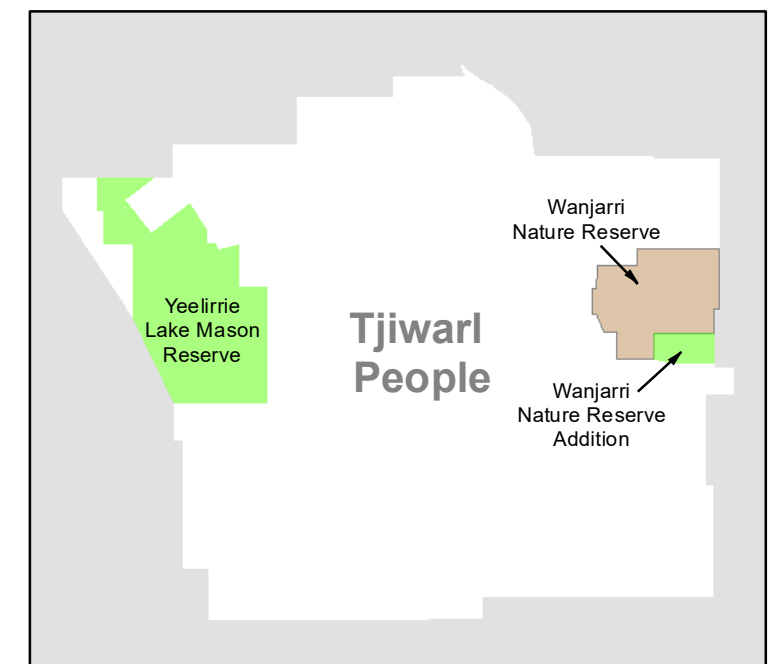 Wanjarri
Nature Reserve
Yeelirrie
Lake Mason
Reserve
Tjiwarl
People
Wanjarri
Nature Reserve
Addition